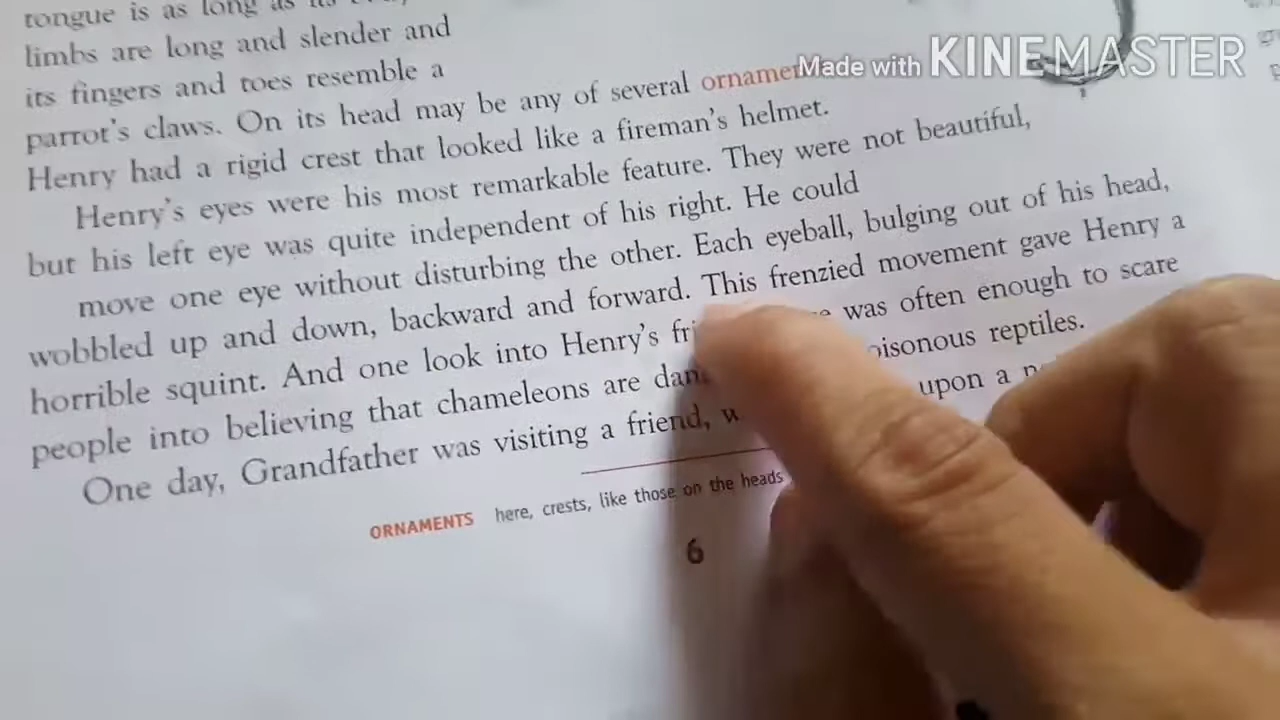 tongue is as long as its
limbs are long and slender and
its fingers and toes resemble a
parrot's claws. On its head may be any of several
Henry had a rigid crest that looked like a fireman's helmet.
Henry's eyes were his most remarkable feature. They were not beautiful,
but his left eye was quite independent of his right. He could
move one eye without disturbing the other. Each eyeball, bulging out of his head,
wobbled up and down, backward and forward. This frenzied movement gave Henry a
horrible squint. And one look into Henry's was often enough to scare
people into believing that chameleons are reptiles.
One day, Grandfather was visiting a friend, upon a
ORNAMENTS here, crests, like those on the heads
6
Made with KINEMASTER